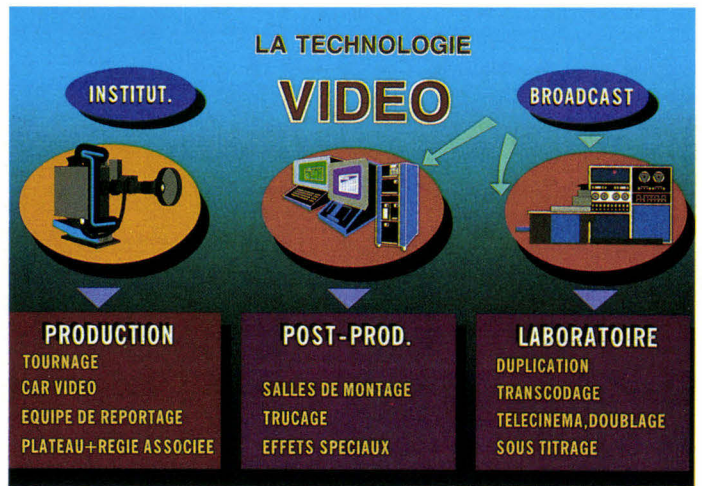 LA TECHNOLOGIE
VIDEO
INSTITUT.
BROADCAST
PRODUCTION
TOURNAGE
CAR VIDEO
EQUIPE DE REPORTAGE
PLATEAU+REGIE ASSOCIEE
POST-PROD.
SALLES DE MONTAGE
TRUCAGE
EFFETS SPECIAUX
LABORATOIRE
DUPLICATION
TRANSCODAGE
TELECINEMA,DOUBLAGE
SOUS TITRAGE